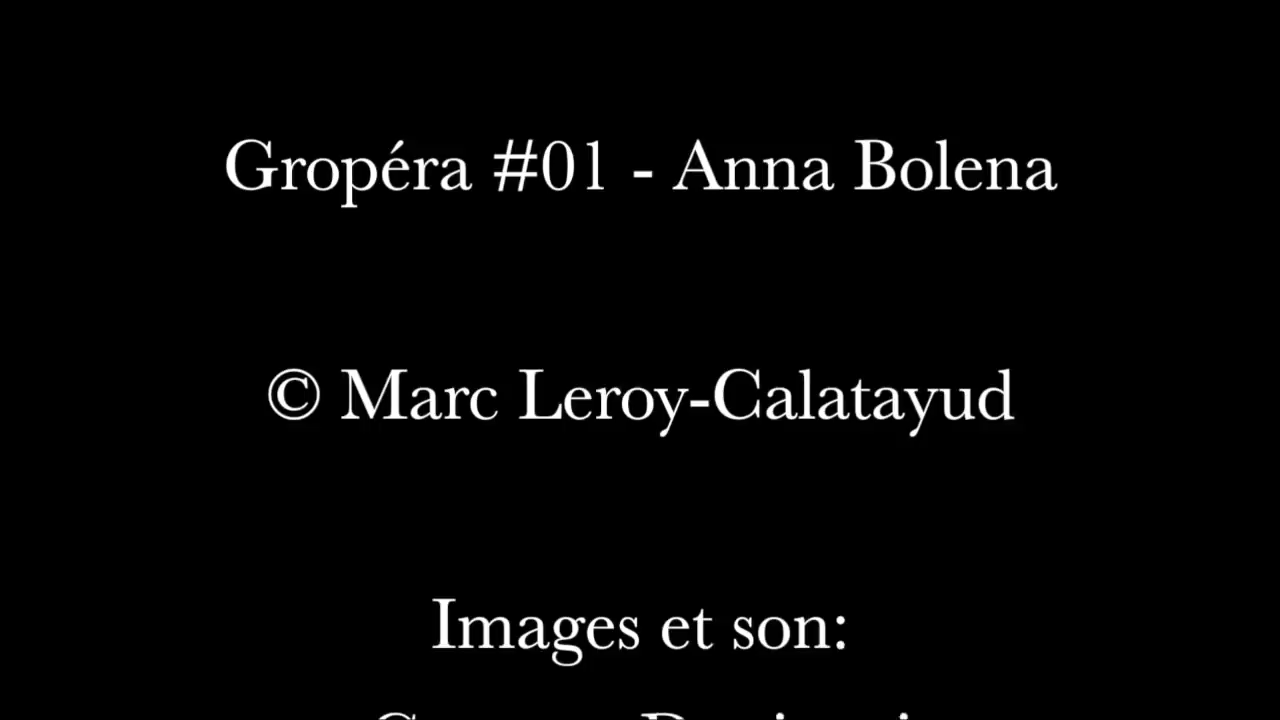 Gropéra #01 - Anna Bolena
© Marc Leroy-Calatayud
Images et son: